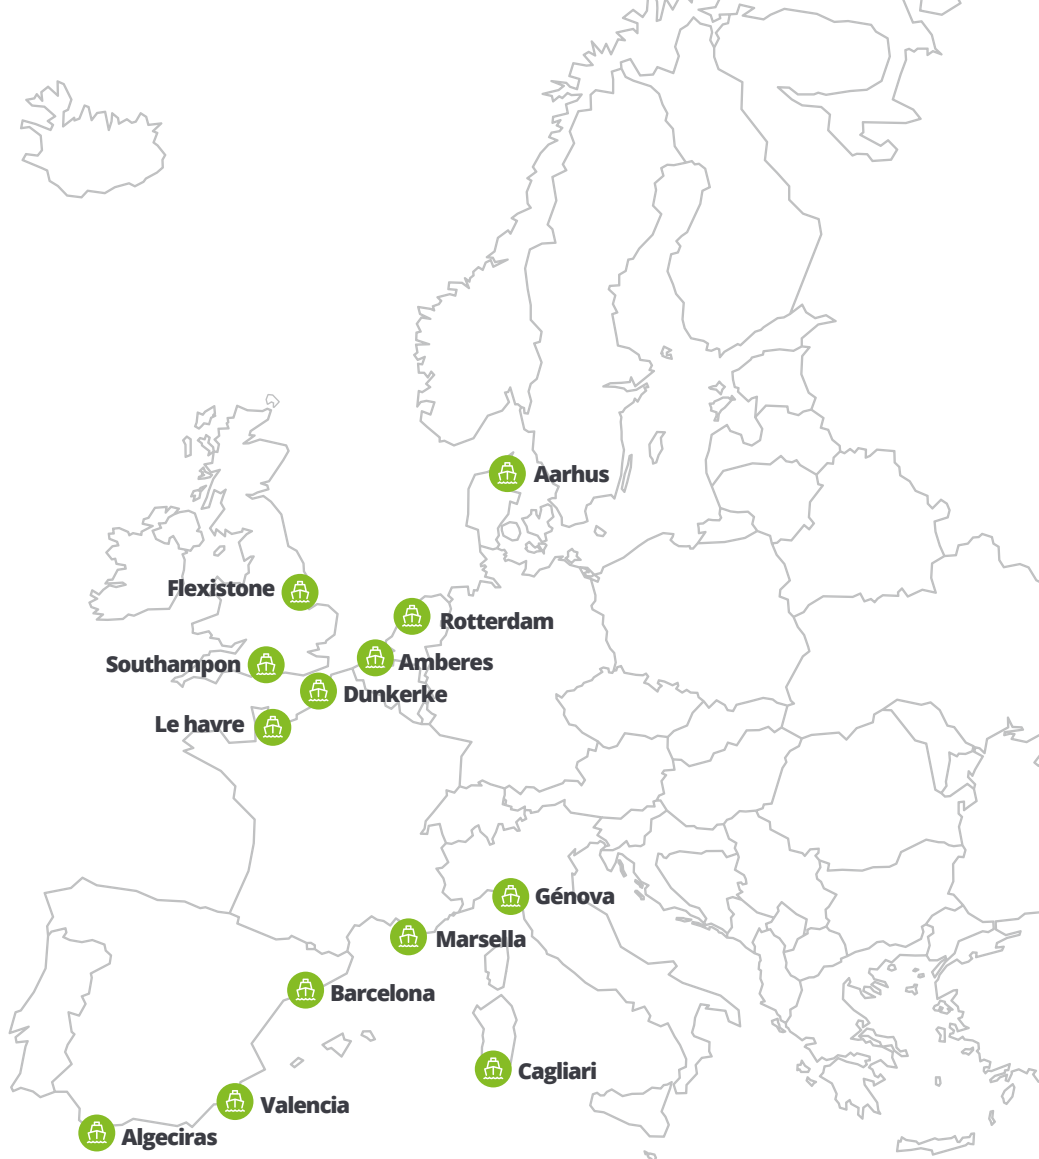 Aarhus
Flexistone
Rotterdam
Southampon
Amberes
Dunkerke
Le havre
Génova
Marsella
Barcelona
Cagliari
Valencia
Algeciras